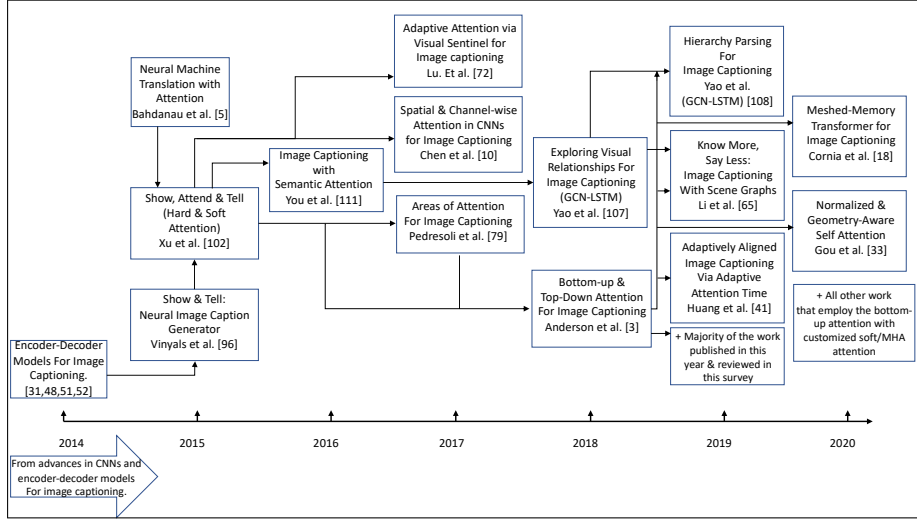 Neural Machine
Translation with
Attention
Bahdanau et al. [5]
Show, Attend & Tell
(Hard & Soft
Attention)
Xu et al. [102]
Show & Tell:
Neural Image Caption
Generator
Vinyals et al. [96]
Encoder-Decoder
Models For Image
Captioning.
[31,48,51,52]
Image Captioning
with
Semantic Attention
You et al. [111]
Adaptive Attention via
Visual Sentinel for
Image captioning
Lu. Et al. [72]
Spatial & Channel-wise
Attention in CNNs
for Image Captioning
Chen et al. [10]
Areas of Attention
For Image Captioning
Pedresoli et al. [79]
Exploring Visual
Relationships For
Image Captioning
(GCN-LSTM)
Yao et al. [107]
Bottom-up &
Top-Down Attention
For Image Captioning
Anderson et al. [3]
Hierarchy Parsing
For
Image Captioning
Yao et al.
(GCN-LSTM) [108]
Know More,
Say Less:
Image Captioning
With Scene Graphs
Li et al. [65]
Adaptively Aligned
Image Captioning
Via Adaptive
Attention Time
Huang et al. [41]
+ Majority of the work
published in this
year & reviewed in
this survey
Meshed-Memory
Transformer for
Image Captioning
Cornia et al. [18]
Normalized &
Geometry-Aware
Self Attention
Gou et al. [33]
+ All other work
that employ the bottom-
up attention with
customized soft/MHA
attention
2014
2015
2016
2017
2018
2019
2020
From advances in CNNs and
encoder-decoder models
For image captioning.